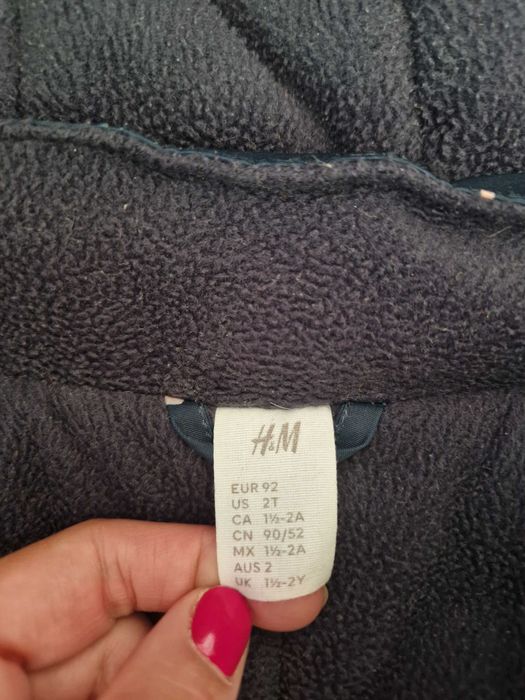 H&M
EUR 92
US 2T
CA 1½-2A
CN 90/52
MX 1½-2A
AUS 2
UK 1½-2Y